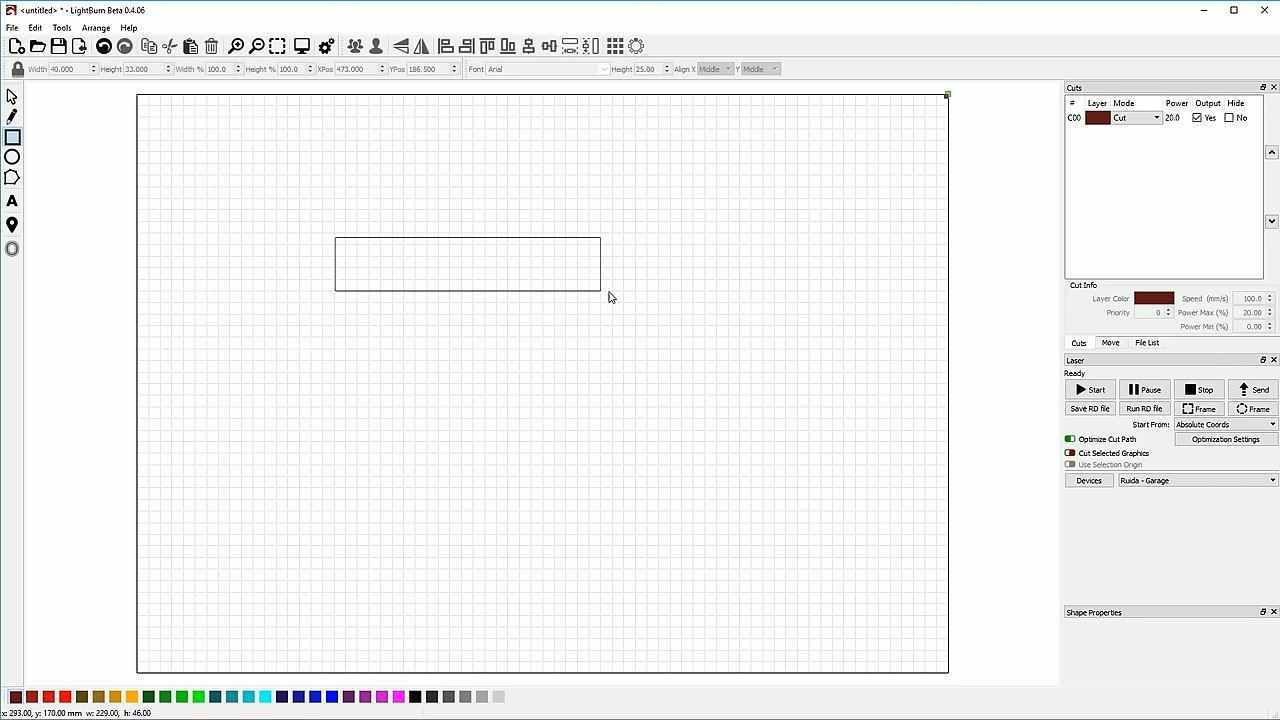 <untitled> * - LightBurn Beta 0.4.06
File Edit Tools Arrange Help
Width 40.000 Height 33.000 Width % 100.0 Height % 100.0 XPos 473.000 YPos 186.500 Font Arial Height 25.00 Align X Middle Y Middle
A
Cuts
# Layer Mode Power Output Hide
C00 Cut 20.0 Yes No
Cut Info
Layer Color Speed (mm/s) 100.0
Priority 0 Power Max (%) 20.00
Power Min (%) 0.00
Cuts Move File List
Laser
Ready
Start Pause Stop Send
Save RD file Run RD file Frame Frame
Start From: Absolute Coords
Optimize Cut Path Optimization Settings
Cut Selected Graphics
Use Selection Origin
Devices Ruida - Garage
Shape Properties
x: 293.00, y: 170.00 mm w: 229.00, h: 46.00